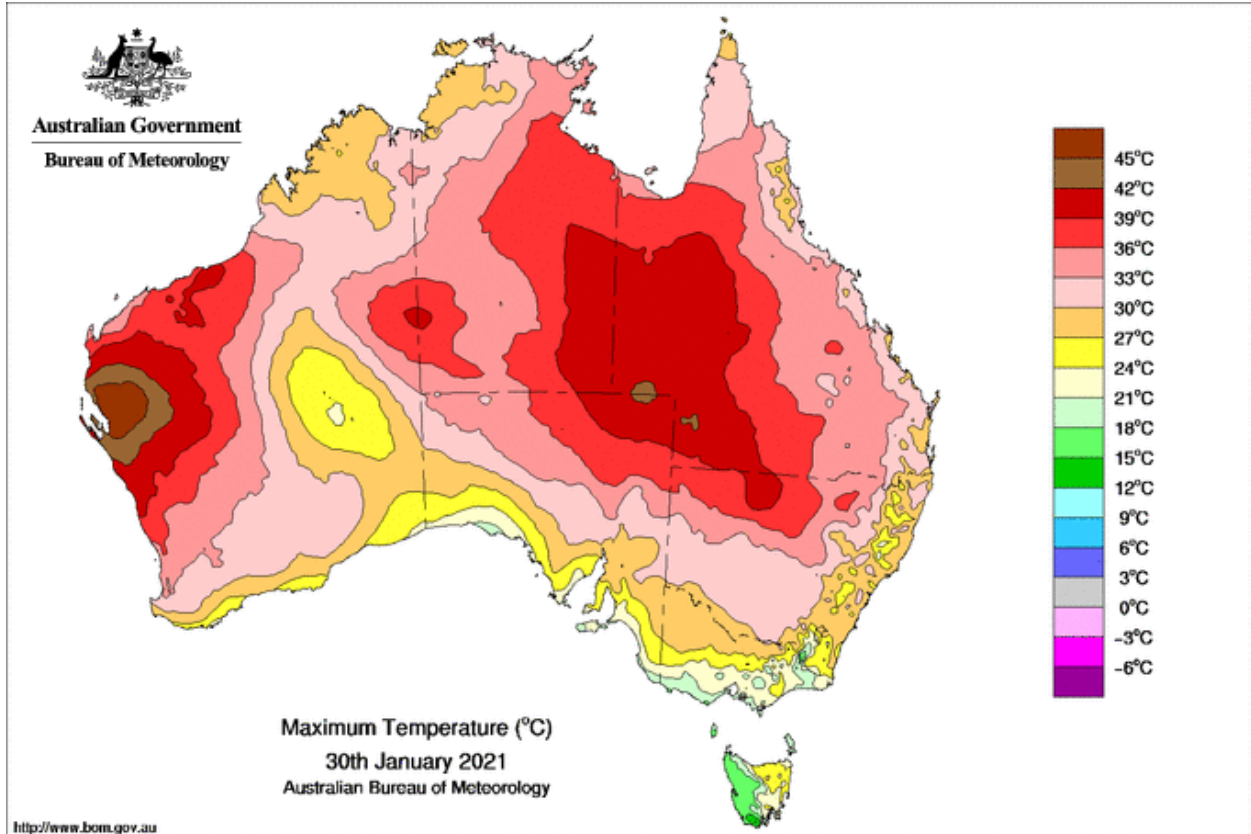 Australian Government
Bureau of Meteorology
45°C
42°C
39°C
36°C
33°C
30°C
27°C
24°C
21°C
18°C
15°C
12°C
9°C
6°C
3°C
0°C
-3°C
-6°C
Maximum Temperature (°C)
30th January 2021
Australian Bureau of Meteorology
http://www.bom.gov.au